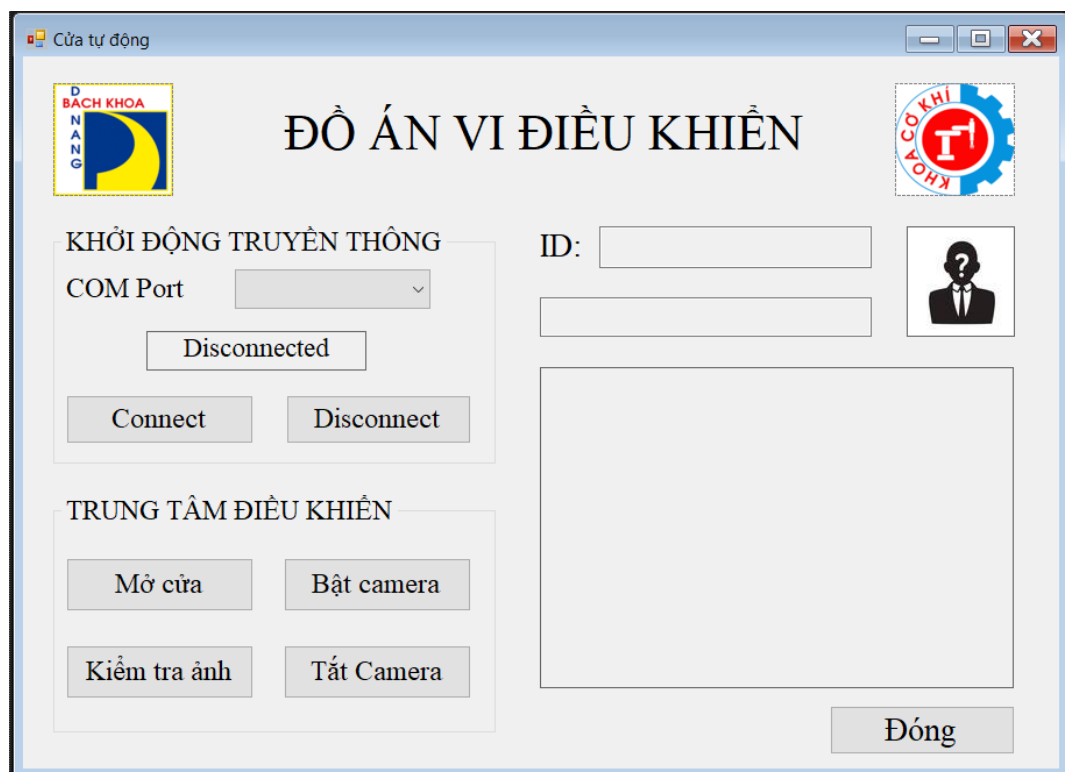 Cửa tự động
D
BÁCH KHOA
N
A
N
G
ĐỒ ÁN VI ĐIỀU KHIỂN
KHOA CƠ KHÍ
T
KHỞI ĐỘNG TRUYỀN THÔNG
COM Port
Disconnected
Connect
Disconnect
TRUNG TÂM ĐIỀU KHIỂN
Mở cửa
Bật camera
Kiểm tra ảnh
Tắt Camera
ID:
?
Đóng